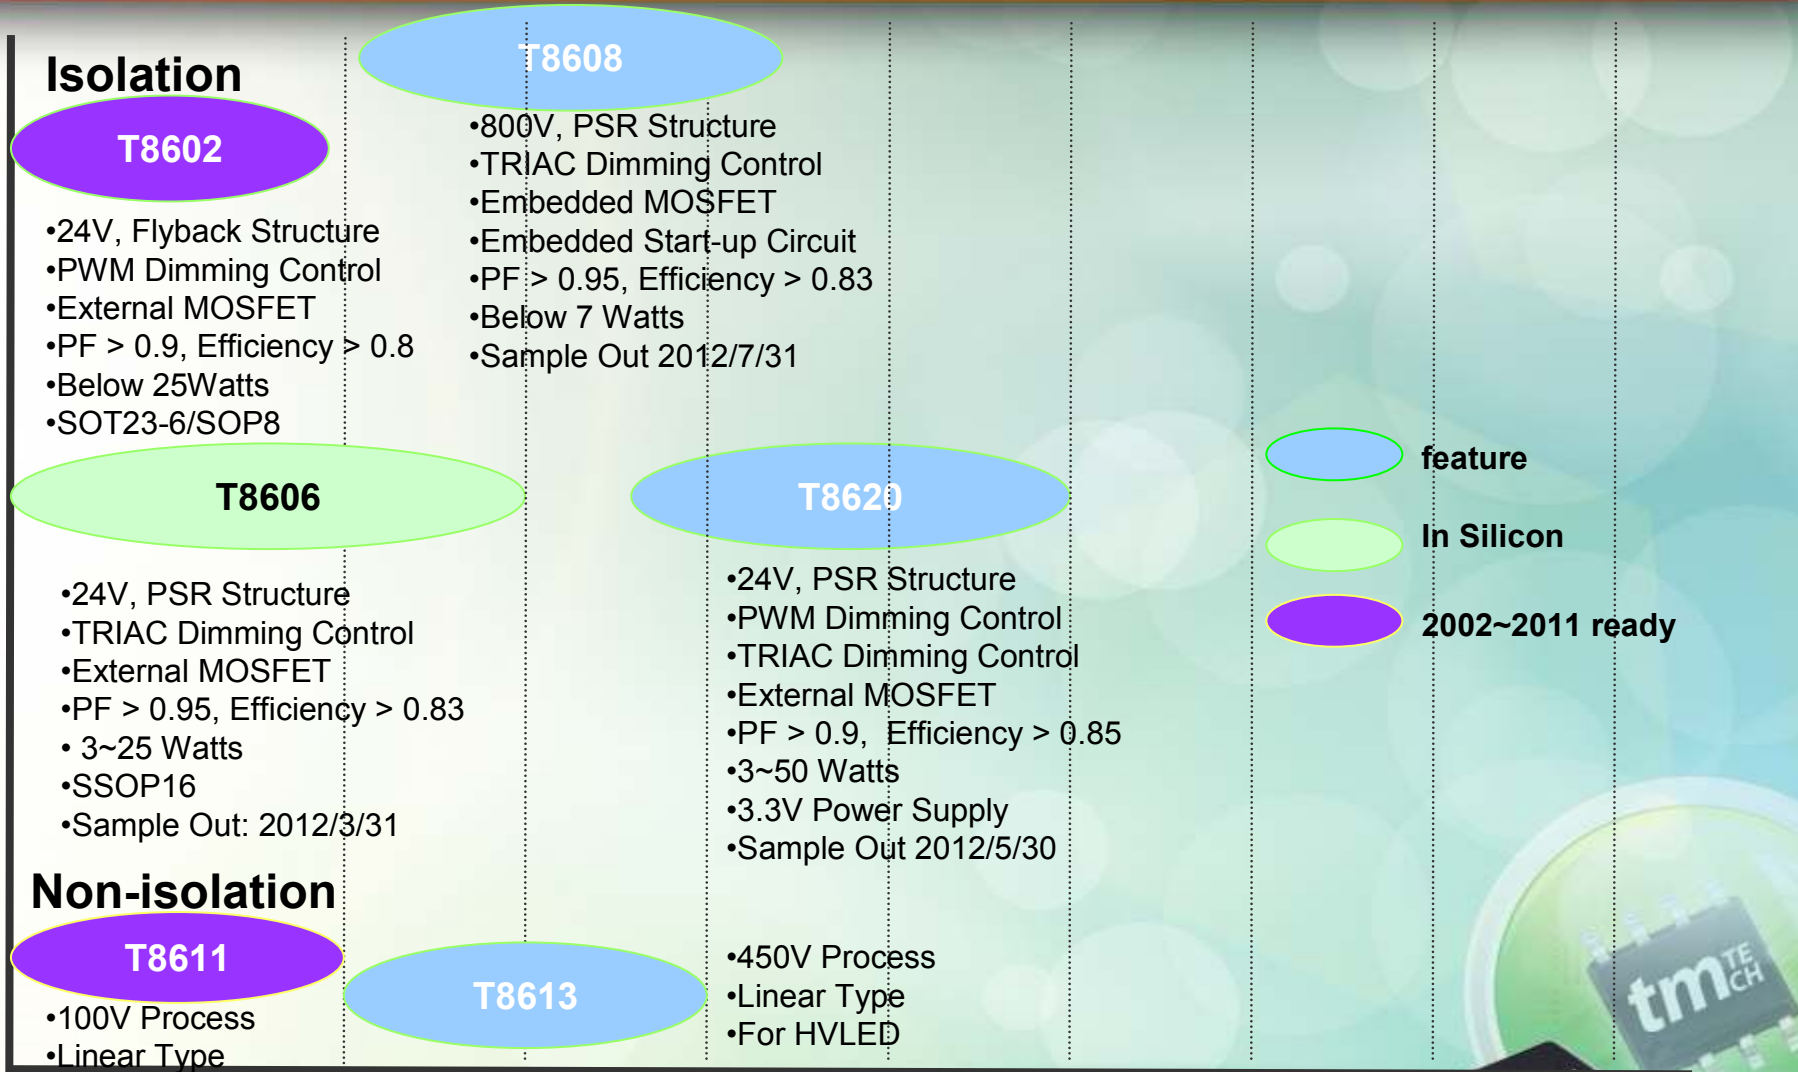 Isolation
T8602
•24V, Flyback Structure
•PWM Dimming Control
•External MOSFET
•PF > 0.9, Efficiency > 0.8
•Below 25Watts
•SOT23-6/SOP8
T8608
•800V, PSR Structure
•TRIAC Dimming Control
•Embedded MOSFET
•Embedded Start-up Circuit
•PF > 0.95, Efficiency > 0.83
•Below 7 Watts
•Sample Out 2012/7/31
T8606
•24V, PSR Structure
•TRIAC Dimming Control
•External MOSFET
•PF > 0.95, Efficiency > 0.83
• 3~25 Watts
•SSOP16
•Sample Out: 2012/3/31
T8620
•24V, PSR Structure
•PWM Dimming Control
•TRIAC Dimming Control
•External MOSFET
•PF > 0.9, Efficiency > 0.85
•3~50 Watts
•3.3V Power Supply
•Sample Out 2012/5/30
feature
In Silicon
2002~2011 ready
Non-isolation
T8611
•100V Process
•Linear Type
T8613
•450V Process
•Linear Type
•For HVLED
tm TECH